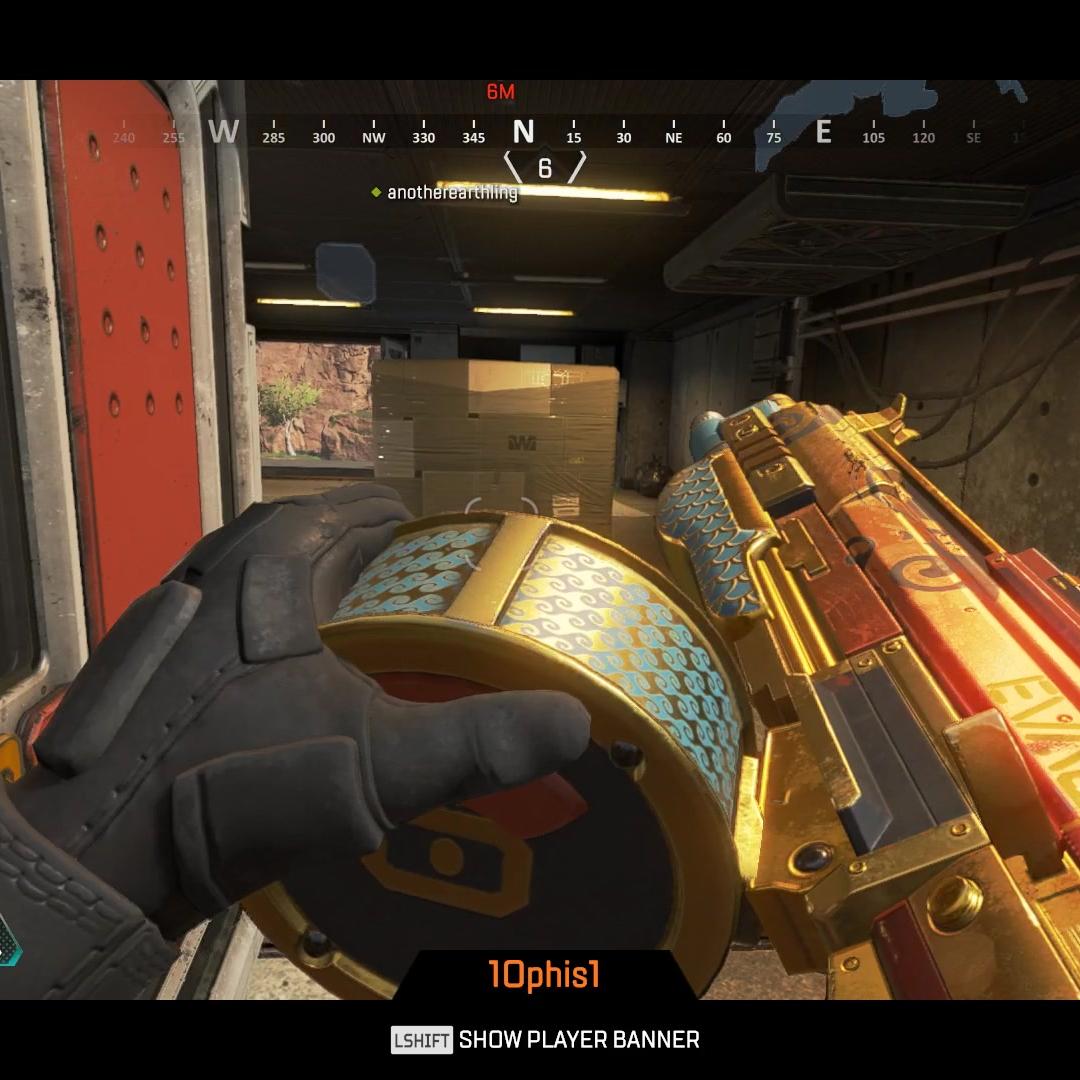 6M
240 255 W 285 300 NW 330 345 N 15 30 NE 60 75 E 105 120 SE
6
anotherearthling
10phis1
LSHIFT SHOW PLAYER BANNER